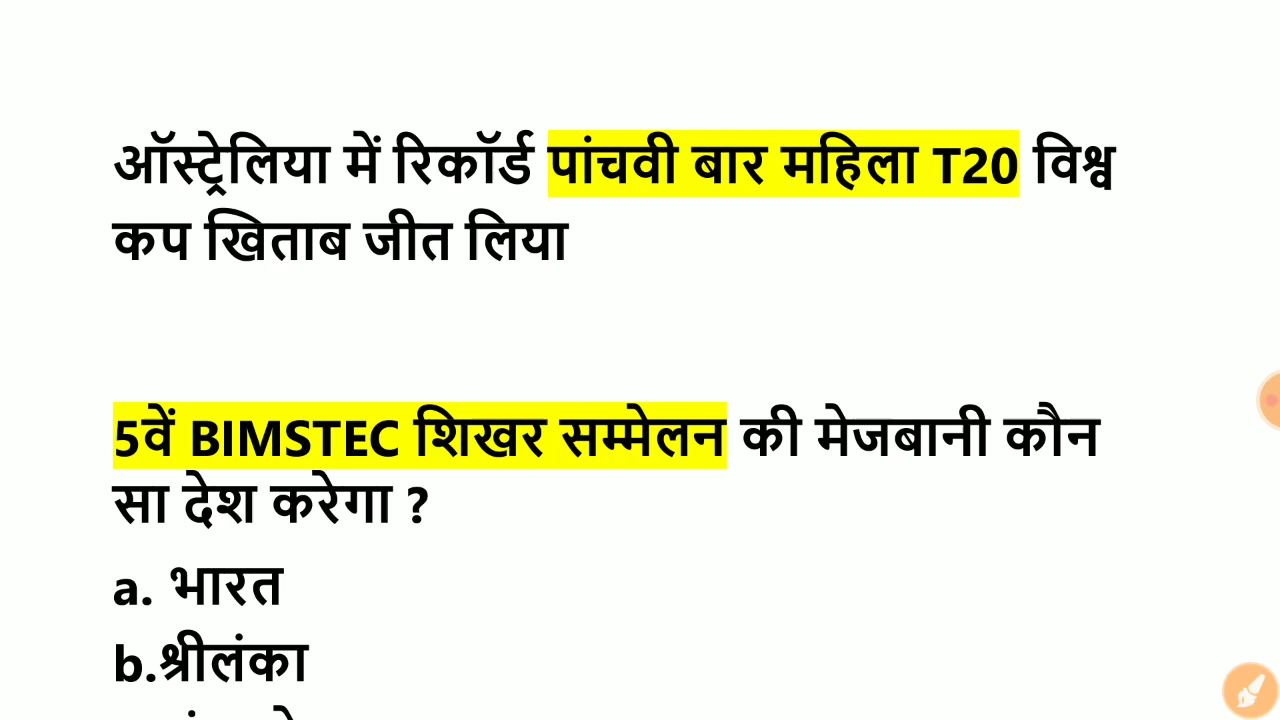 ऑस्ट्रेलिया में रिकॉर्ड पांचवी बार महिला T20 विश्व
कप खिताब जीत लिया
5वें BIMSTEC शिखर सम्मेलन की मेजबानी कौन
सा देश करेगा ?
a. भारत
b.श्रीलंका